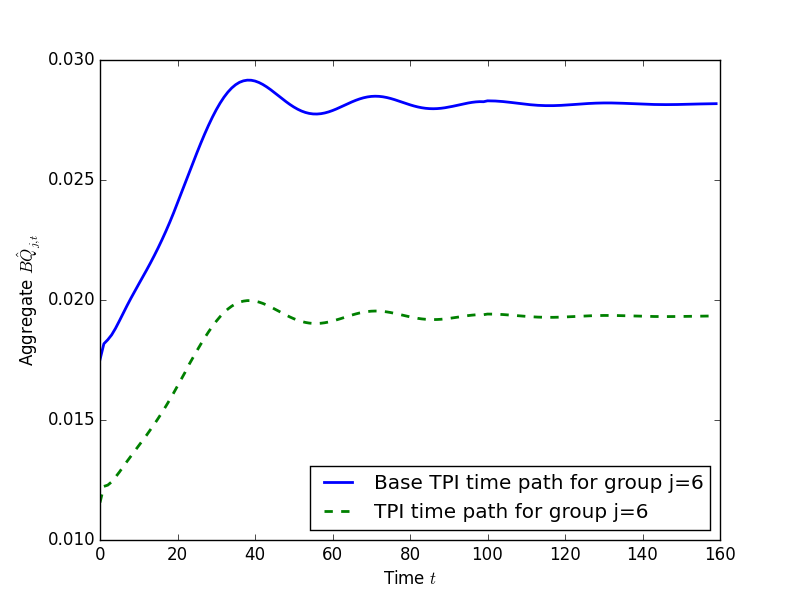 0.030
0.025
0.020
0.015
0.010
Aggregate $\hat{BQ}_{j,t}$
0 20 40 60 80 100 120 140 160
Time t
Base TPI time path for group j=6
TPI time path for group j=6